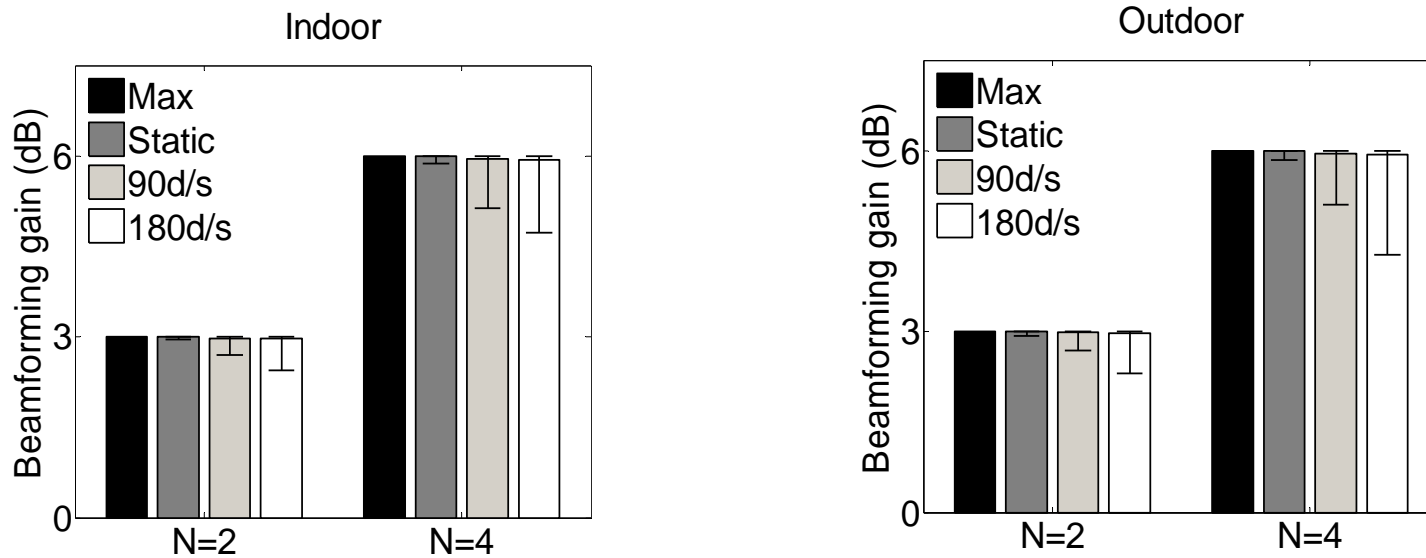 Indoor
Max
Static
90d/s
180d/s
Beamforming gain (dB)
6
3
0
N=2 N=4
Outdoor
Max
Static
90d/s
180d/s
Beamforming gain (dB)
6
3
0
N=2 N=4